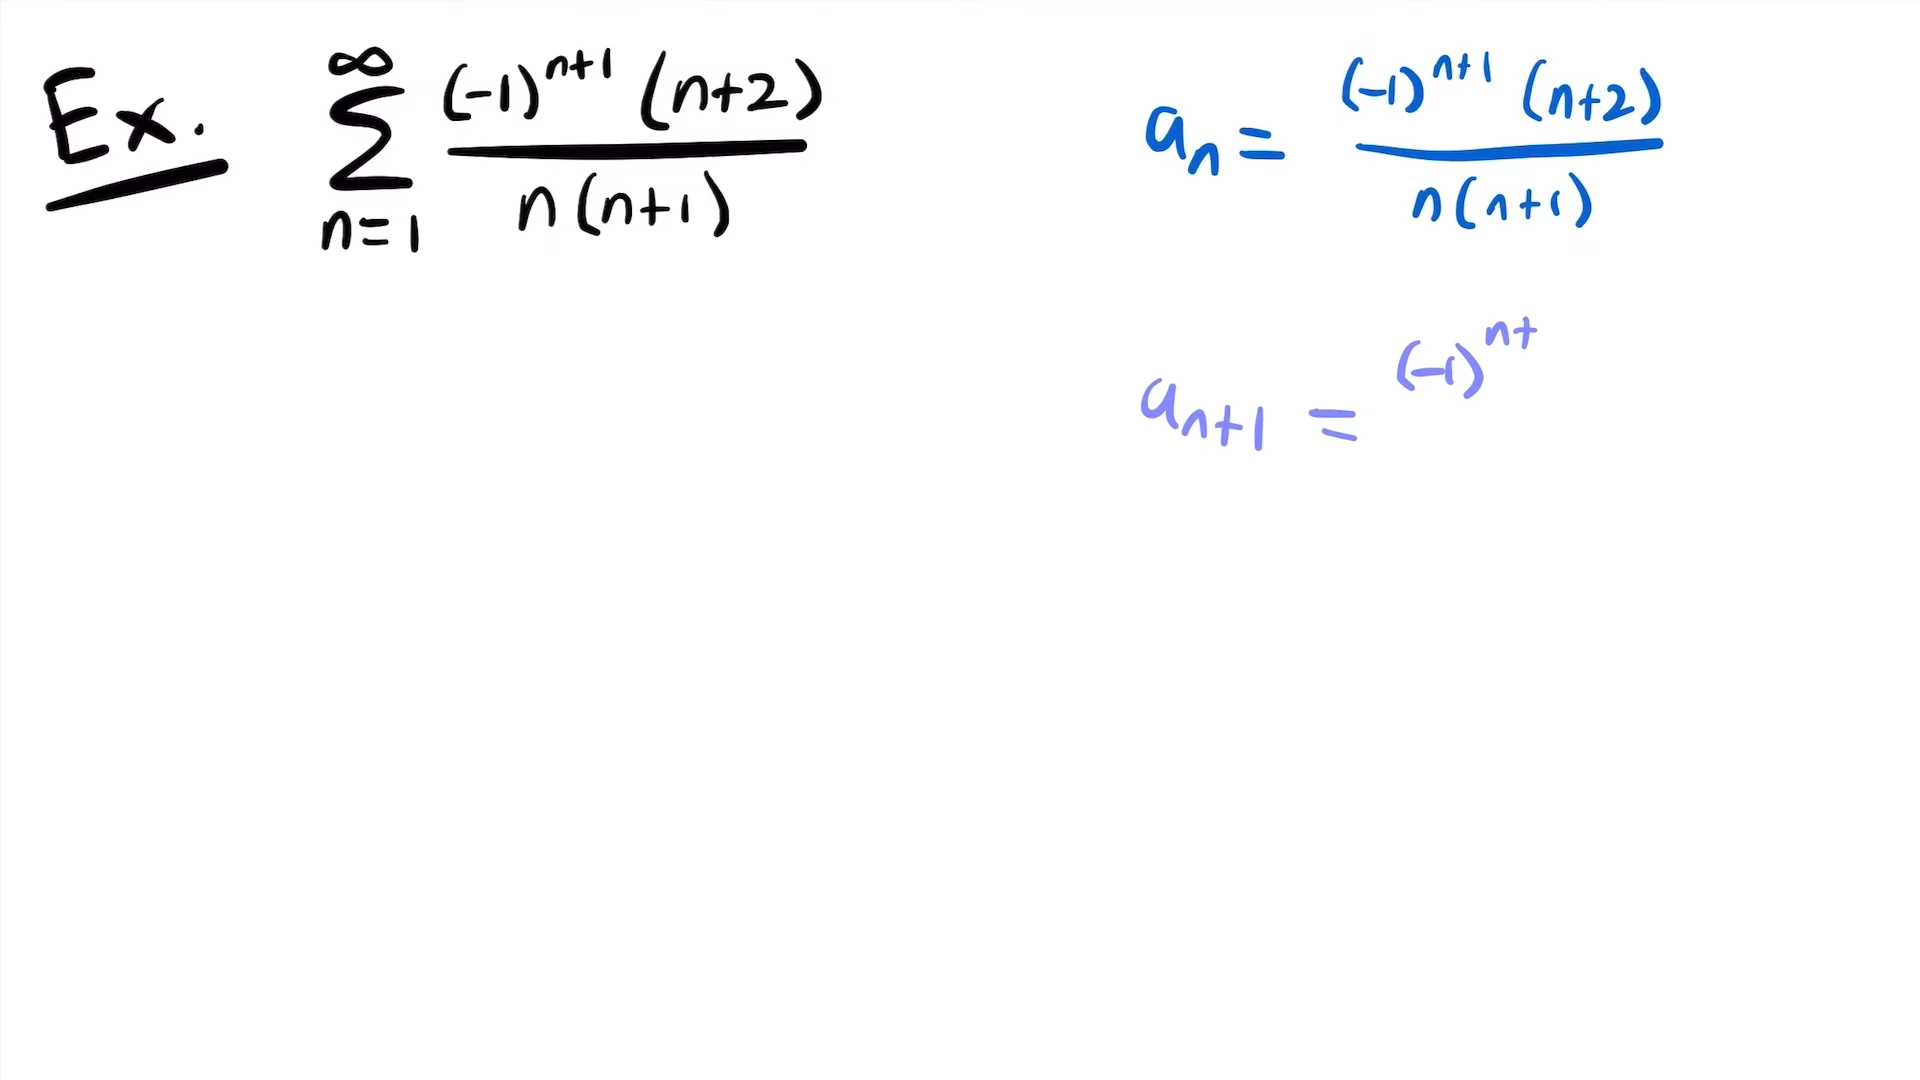 Ex. ∞ ∑ n=1 (-1)^{n+1} (n+2) / n(n+1)
a_n = (-1)^{n+1} (n+2) / n(n+1)
a_{n+1} = (-1)^{n+